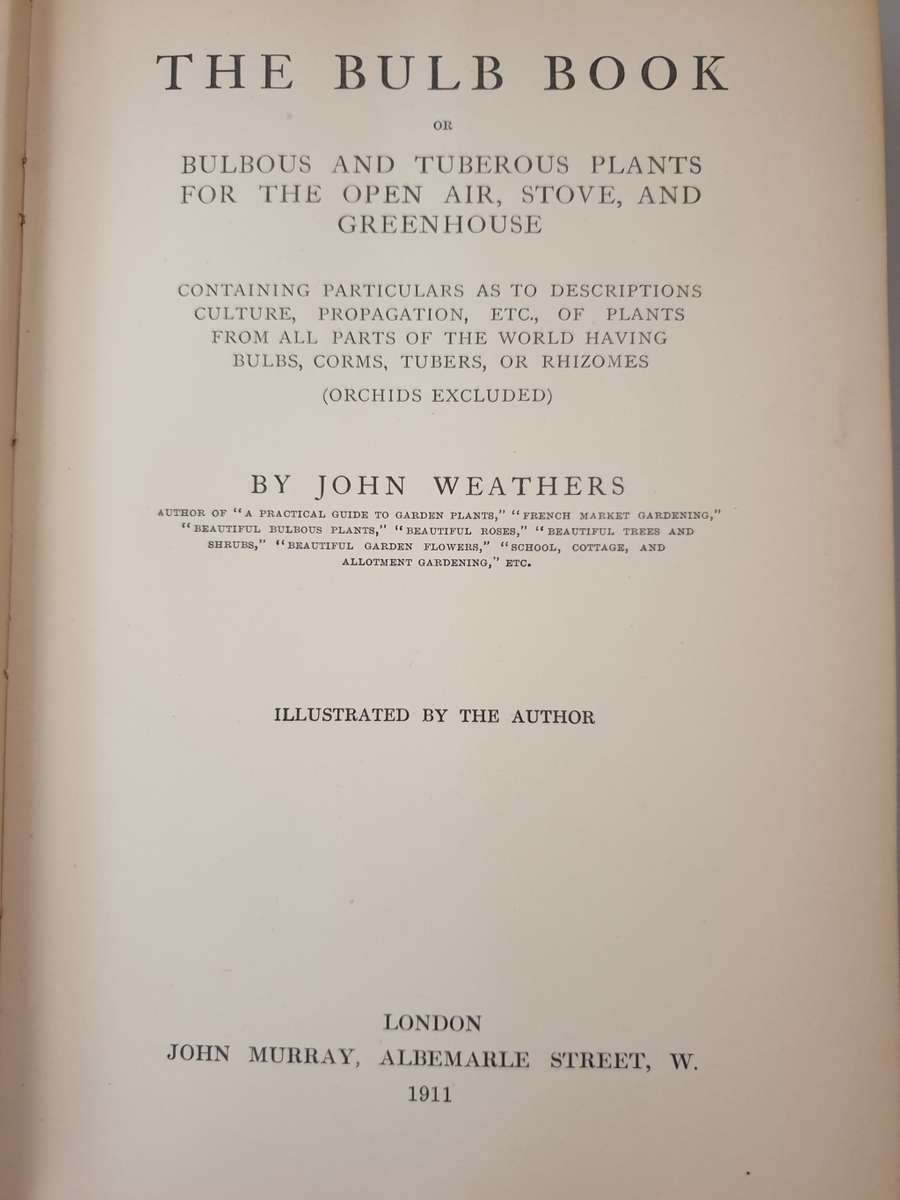 THE BULB BOOK
OR
BULBOUS AND TUBEROUS PLANTS
FOR THE OPEN AIR, STOVE, AND
GREENHOUSE
CONTAINING PARTICULARS AS TO DESCRIPTIONS
CULTURE, PROPAGATION, ETC., OF PLANTS
FROM ALL PARTS OF THE WORLD HAVING
BULBS, CORMS, TUBERS, OR RHIZOMES
(ORCHIDS EXCLUDED)
BY JOHN WEATHERS
AUTHOR OF "A PRACTICAL GUIDE TO GARDEN PLANTS," "FRENCH MARKET GARDENING,"
"BEAUTIFUL BULBOUS PLANTS," "BEAUTIFUL ROSES," "BEAUTIFUL TREES AND
SHRUBS," "BEAUTIFUL GARDEN FLOWERS," "SCHOOL, COTTAGE, AND
ALLOTMENT GARDENING," ETC.
ILLUSTRATED BY THE AUTHOR
LONDON
JOHN MURRAY, ALBEMARLE STREET, W.
1911